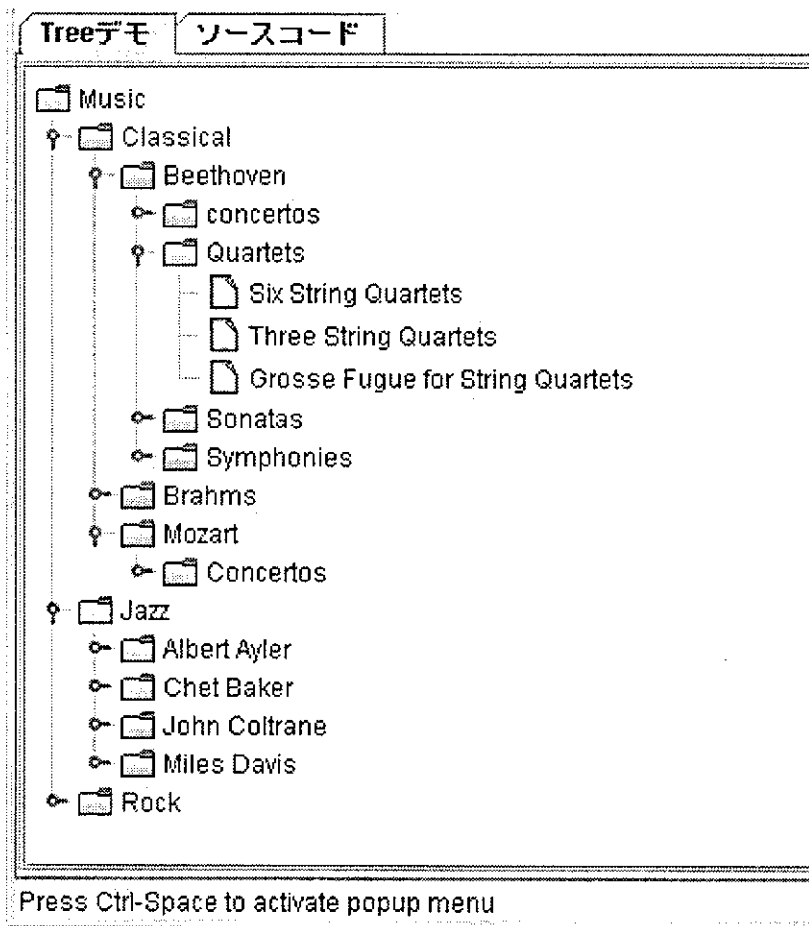 Treeデモ ソースコード
Music
Classical
Beethoven
concertos
Quartets
Six String Quartets
Three String Quartets
Grosse Fugue for String Quartets
Sonatas
Symphonies
Brahms
Mozart
Concertos
Jazz
Albert Ayler
Chet Baker
John Coltrane
Miles Davis
Rock
Press Ctrl-Space to activate popup menu